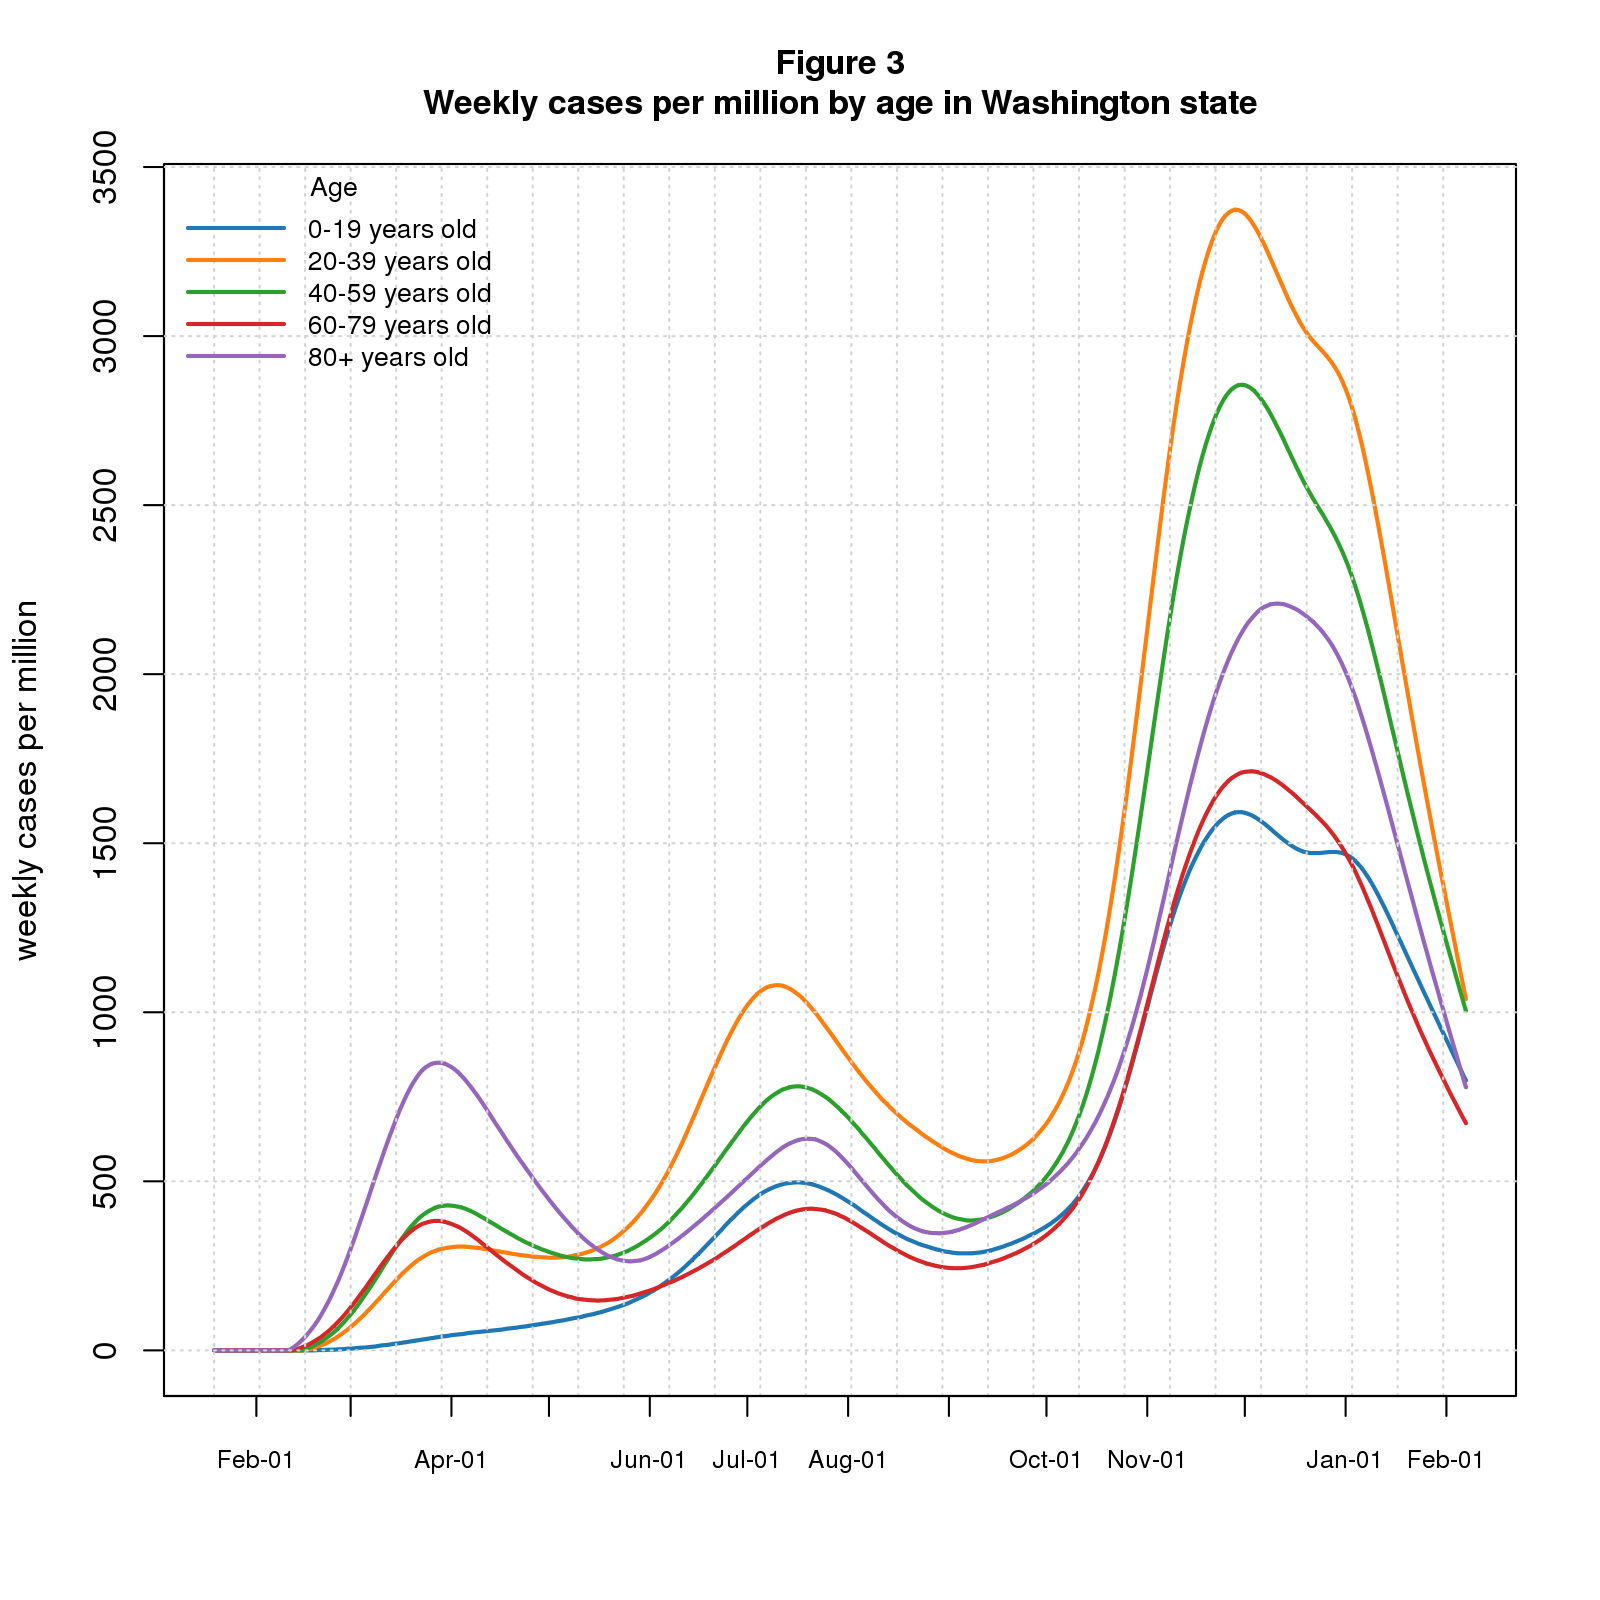 Figure 3
Weekly cases per million by age in Washington state
3500
3000
2500
2000
1500
1000
500
0
weekly cases per million
Age
0-19 years old
20-39 years old
40-59 years old
60-79 years old
80+ years old
Feb-01 Apr-01 Jun-01 Jul-01 Aug-01 Oct-01 Nov-01 Jan-01 Feb-01